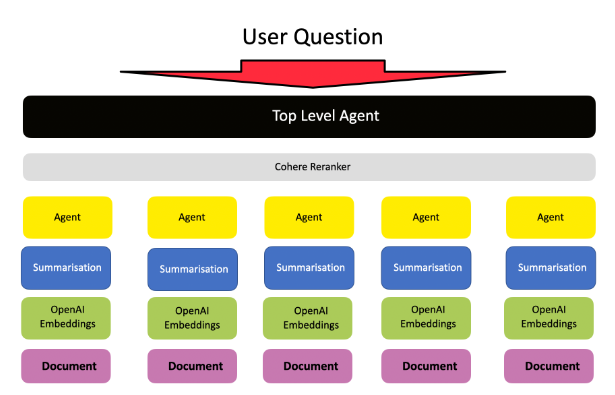 User Question
Top Level Agent
Cohere Reranker
Agent
Agent
Agent
Agent
Agent
Summarisation
Summarisation
Summarisation
Summarisation
Summarisation
OpenAI
Embeddings
OpenAI
Embeddings
OpenAI
Embeddings
OpenAI
Embeddings
OpenAI
Embeddings
Document
Document
Document
Document
Document